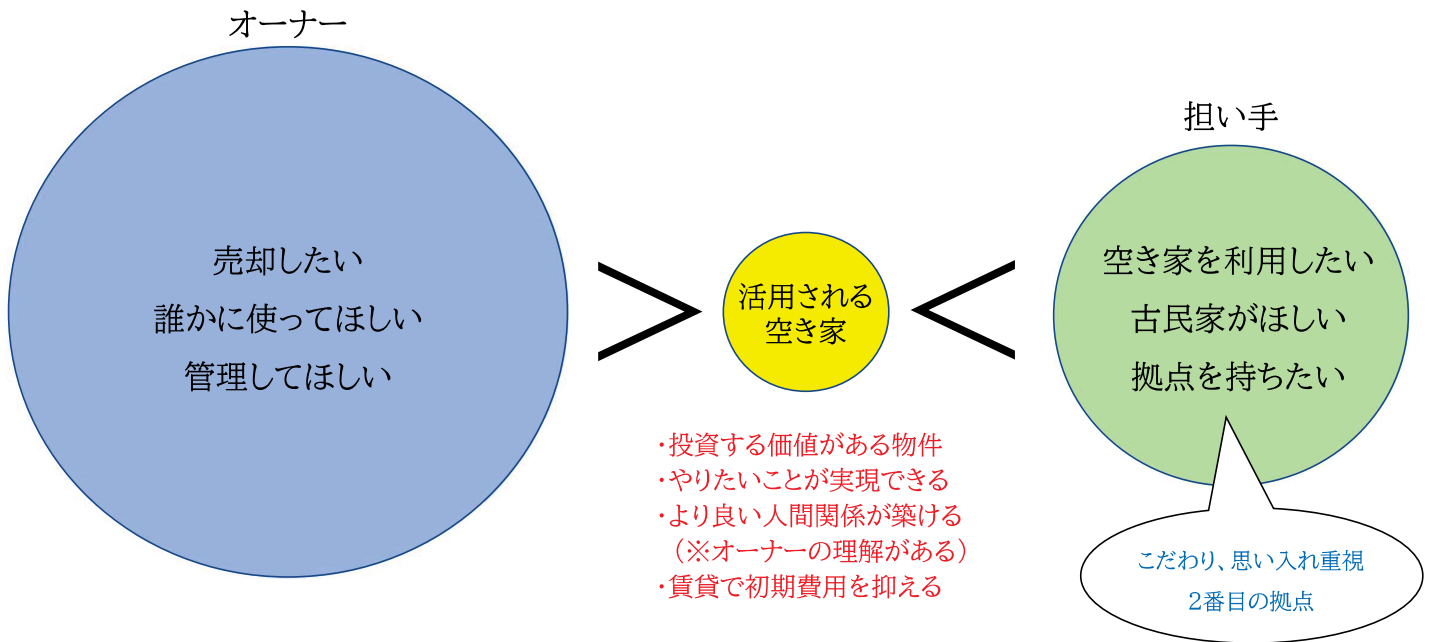 オーナー
売却したい
誰かに使ってほしい
管理してほしい
活用される
空き家
・投資する価値がある物件
・やりたいことが実現できる
・より良い人間関係が築ける
（※オーナーの理解がある）
・賃貸で初期費用を抑える
担い手
空き家を利用したい
古民家がほしい
拠点を持ちたい
こだわり、思い入れ重視
2番目の拠点